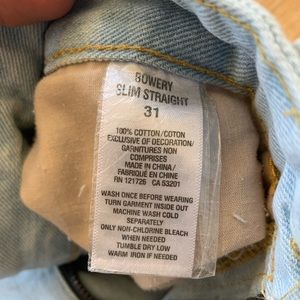 BOWERY
SLIM STRAIGHT
31
100% COTTON/COTON
EXCLUSIVE OF DECORATION/
GARNITURES NON
COMPRISES
MADE IN CHINA/
FABRIQUÉ EN CHINE
RN 121726 CA 53201
WASH ONCE BEFORE WEARING
TURN GARMENT INSIDE OUT
MACHINE WASH COLD
SEPARATELY
ONLY NON-CHLORINE BLEACH
WHEN NEEDED
TUMBLE DRY LOW
WARM IRON IF NEEDED